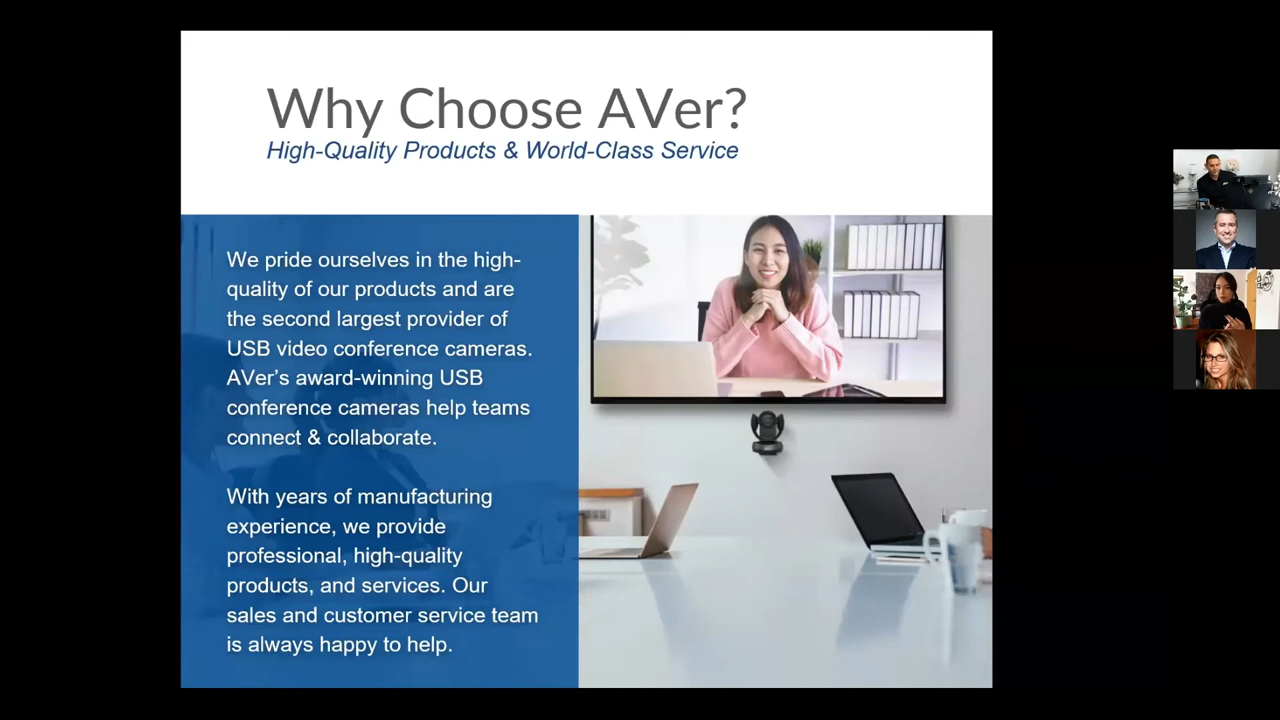 Why Choose AVer?
High-Quality Products & World-Class Service
We pride ourselves in the high-
quality of our products and are
the second largest provider of
USB video conference cameras.
AVer's award-winning USB
conference cameras help teams
connect & collaborate.
With years of manufacturing
experience, we provide
professional, high-quality
products, and services. Our
sales and customer service team
is always happy to help.